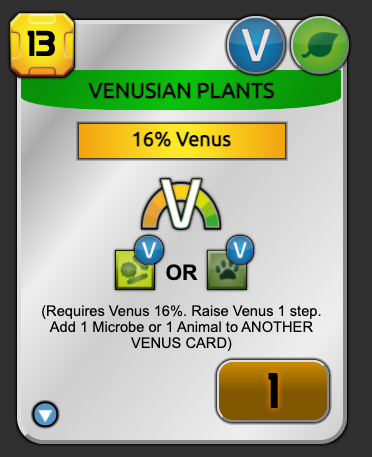 13
V
VENUSIAN PLANTS
16% Venus
V
V
V
OR
(Requires Venus 16%. Raise Venus 1 step.
Add 1 Microbe or 1 Animal to ANOTHER
VENUS CARD)
1